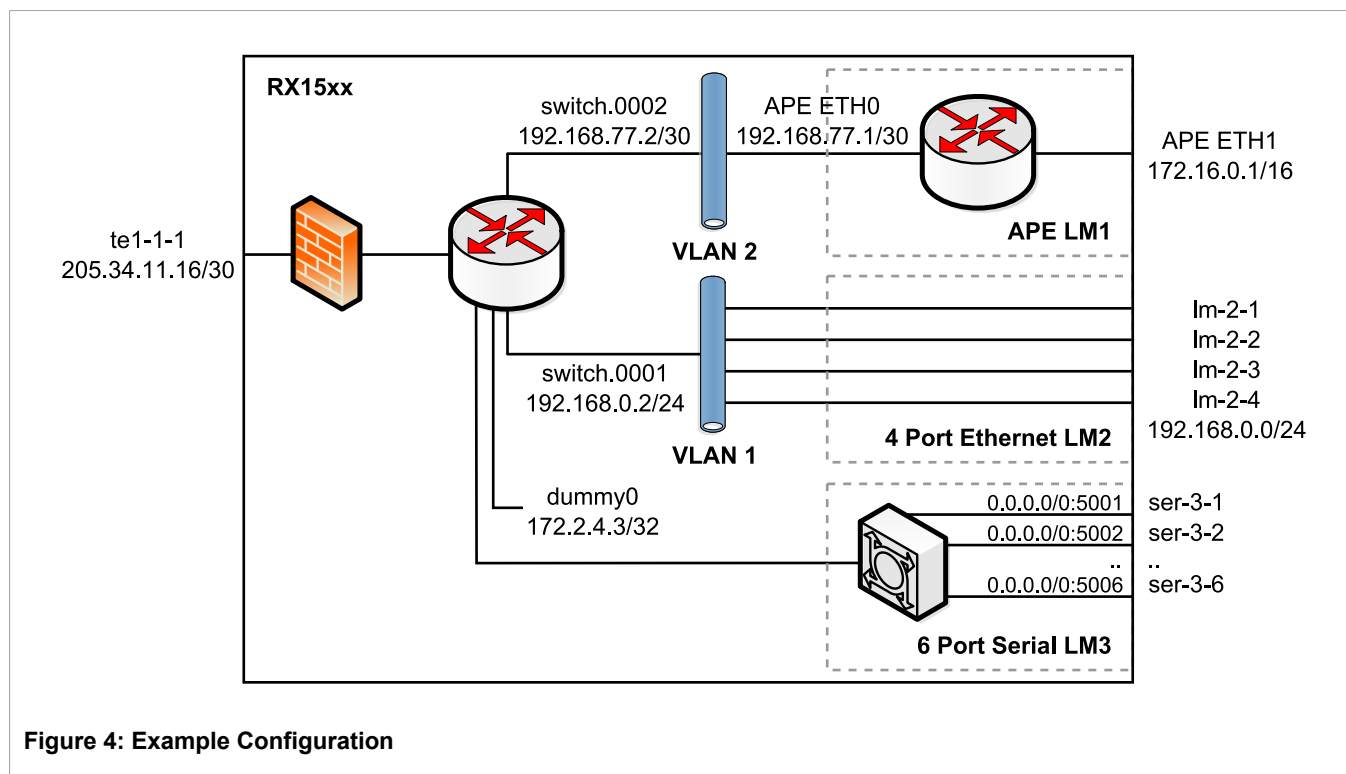 RX15xx
switch.0002
192.168.77.2/30
APE ETH0
192.168.77.1/30
APE ETH1
172.16.0.1/16
te1-1-1
205.34.11.16/30
VLAN 2
APE LM1
switch.0001
192.168.0.2/24
VLAN 1
lm-2-1
lm-2-2
lm-2-3
lm-2-4
192.168.0.0/24
4 Port Ethernet LM2
dummy0
172.2.4.3/32
0.0.0.0/0:5001 ser-3-1
0.0.0.0/0:5002 ser-3-2
.. ..
0.0.0.0/0:5006 ser-3-6
6 Port Serial LM3
Figure 4: Example Configuration